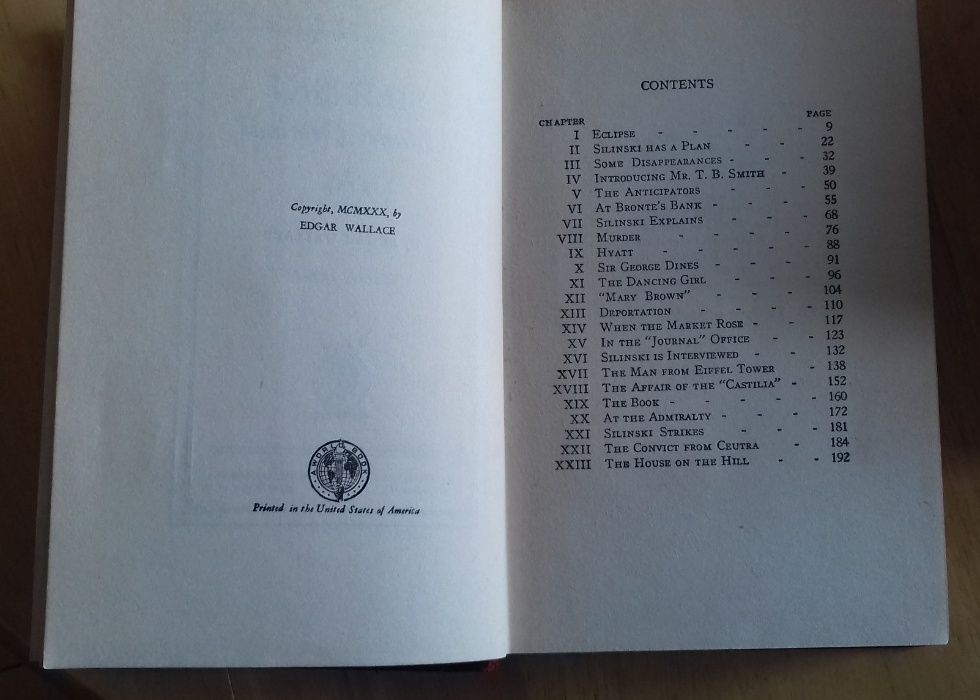 Copyright, MCMXXX, by
EDGAR WALLACE
A WORLD BOOK
Printed in the United States of America
CONTENTS
CHAPTER PAGE
I ECLIPSE - - - - - 9
II SILINSKI HAS A PLAN - - - 22
III SOME DISAPPEARANCES - - - 32
IV INTRODUCING MR. T. B. SMITH - 39
V THE ANTICIPATORS - - - 50
VI AT BRONTE'S BANK - - - - 55
VII SILINSKI EXPLAINS - - - 68
VIII MURDER - - - - 76
IX HYATT - - - - - 88
X SIR GEORGE DINES - - - 91
XI THE DANCING GIRL - - - 96
XII "MARY BROWN" - - - 104
XIII DEPORTATION - - - - 110
XIV WHEN THE MARKET ROSE - - 117
XV IN THE "JOURNAL" OFFICE - - 123
XVI SILINSKI IS INTERVIEWED - - 132
XVII THE MAN FROM EIFFEL TOWER - 138
XVIII THE AFFAIR OF THE "CASTILIA" - 152
XIX THE BOOK - - - - - 160
XX AT THE ADMIRALTY - - - 172
XXI SILINSKI STRIKES - - - 181
XXII THE CONVICT FROM CEUTRA - 184
XXIII THE HOUSE ON THE HILL - - 192